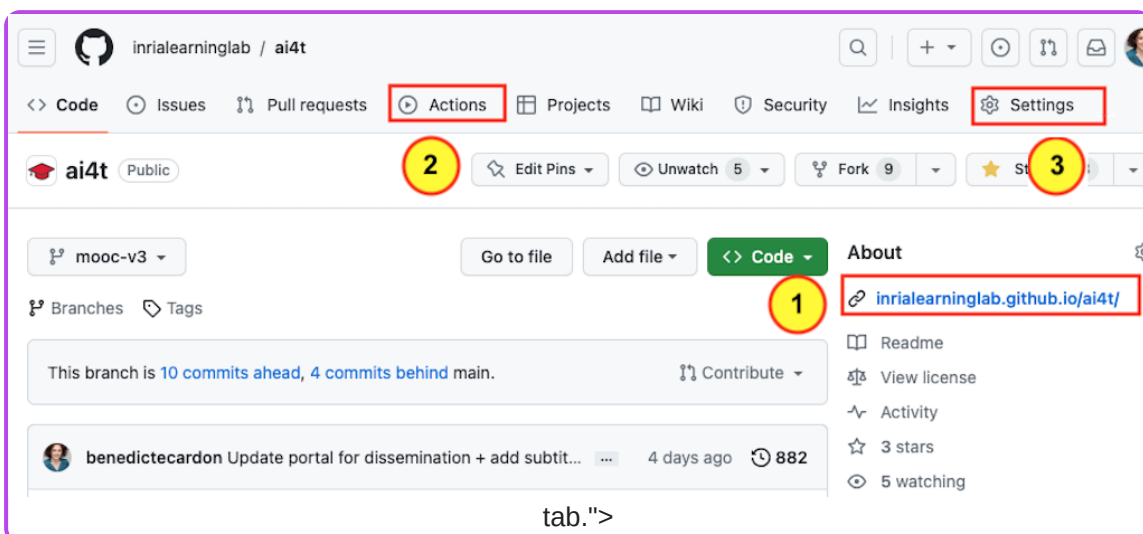 inrialearninglab / ai4t
Code Issues Pull requests Actions Projects Wiki Security Insights Settings
ai4t Public 2 Edit Pins Unwatch 5 Fork 9 St 3
mooc-v3 Go to file Add file Code About
1 inrialearninglab.github.io/ai4t/
Branches Tags
Readme
This branch is 10 commits ahead, 4 commits behind main. Contribute
View license
Activity
3 stars
benedictecardon Update portal for dissemination + add subtit... ... 4 days ago 882
5 watching
tab.">